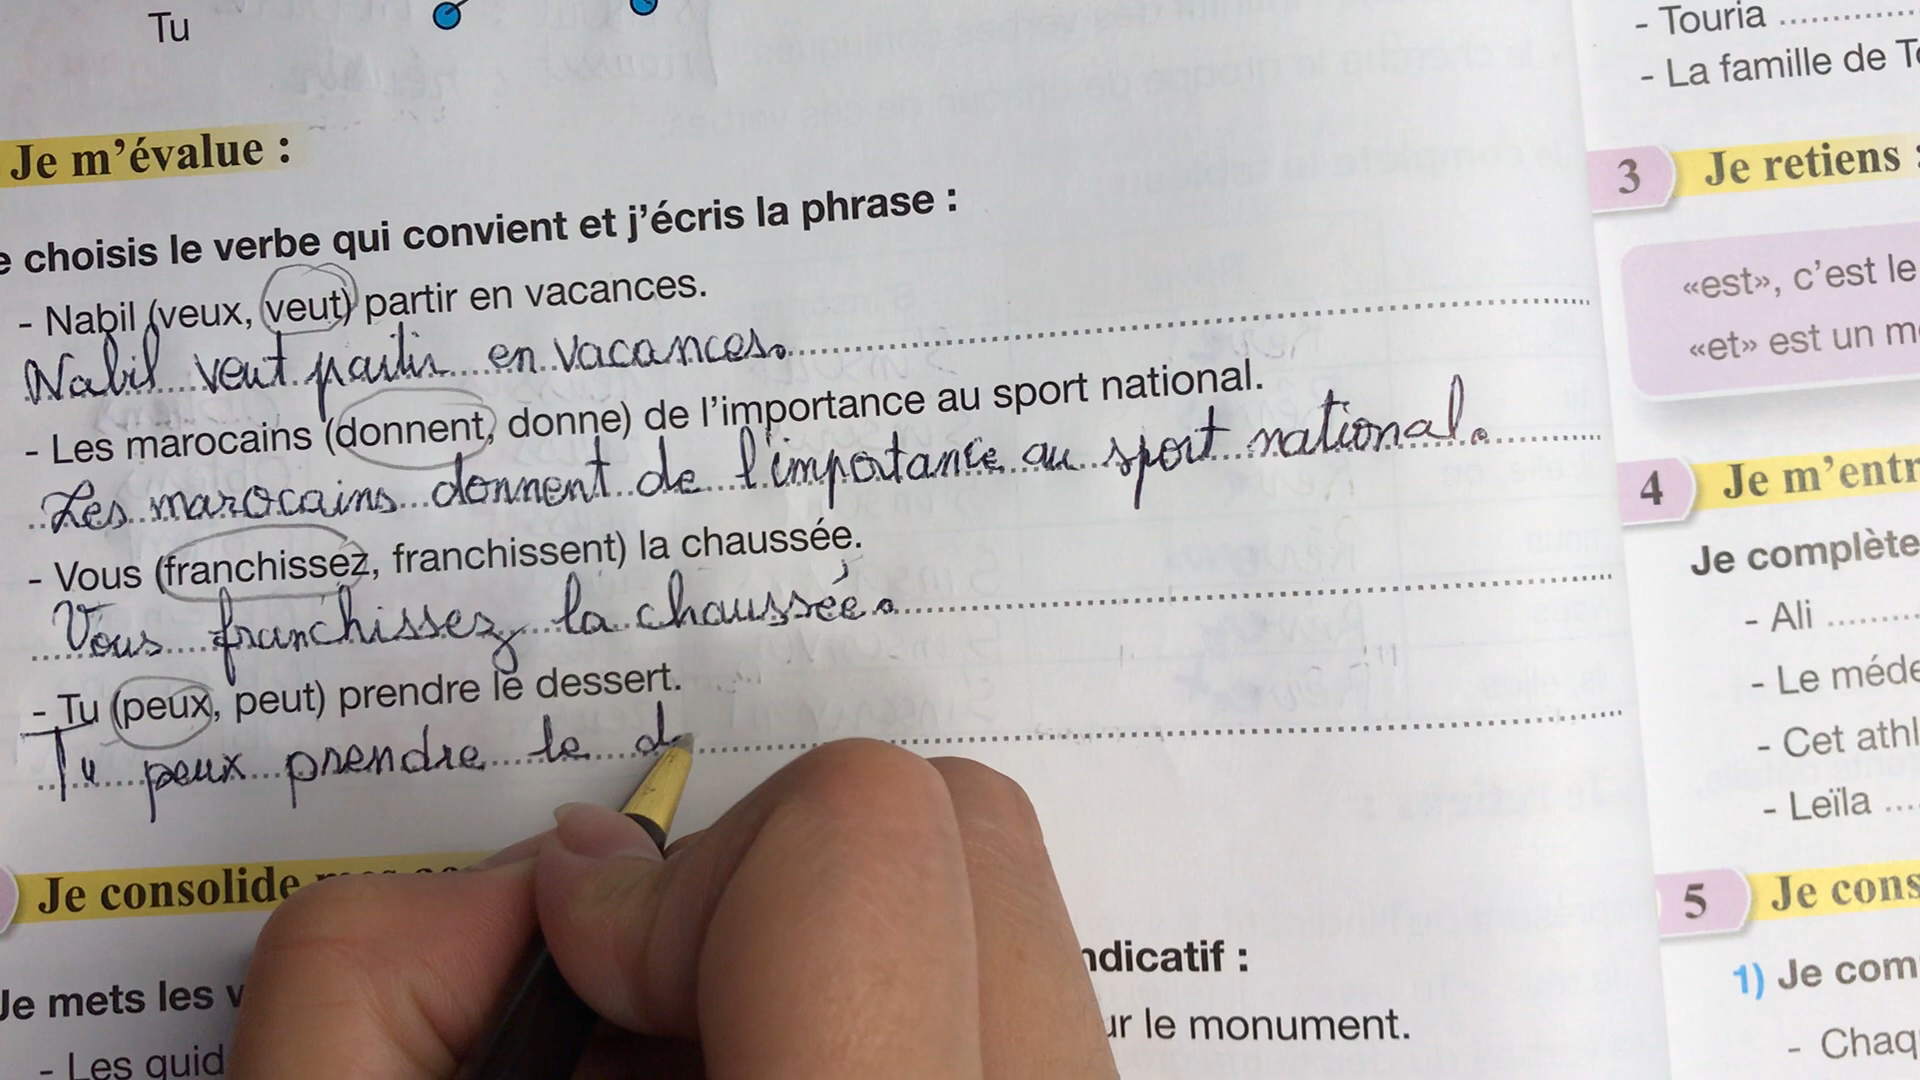 Tu
Je m'évalue :
choisis le verbe qui convient et j'écris la phrase :
- Nabil (veux, veut) partir en vacances.
Nabil veut partir en vacances.
- Les marocains (donnent, donne) de l'importance au sport national.
Les marocains donnent de l'importance au sport national.
- Vous (franchissez, franchissent) la chaussée.
Vous franchissez la chaussée.
- Tu (peux, peut) prendre le dessert.
Tu peux prendre le d
Je consolide
Je mets les v
ndicatif :
- Les guid
ur le monument.
- Touria
- La famille de To
3 Je retiens :
«est», c'est le
«et» est un m
4 Je m'entr
Je complète
- Ali
- Le méde
- Cet athl
- Leïla
5 Je cons
1) Je com
- Chaq